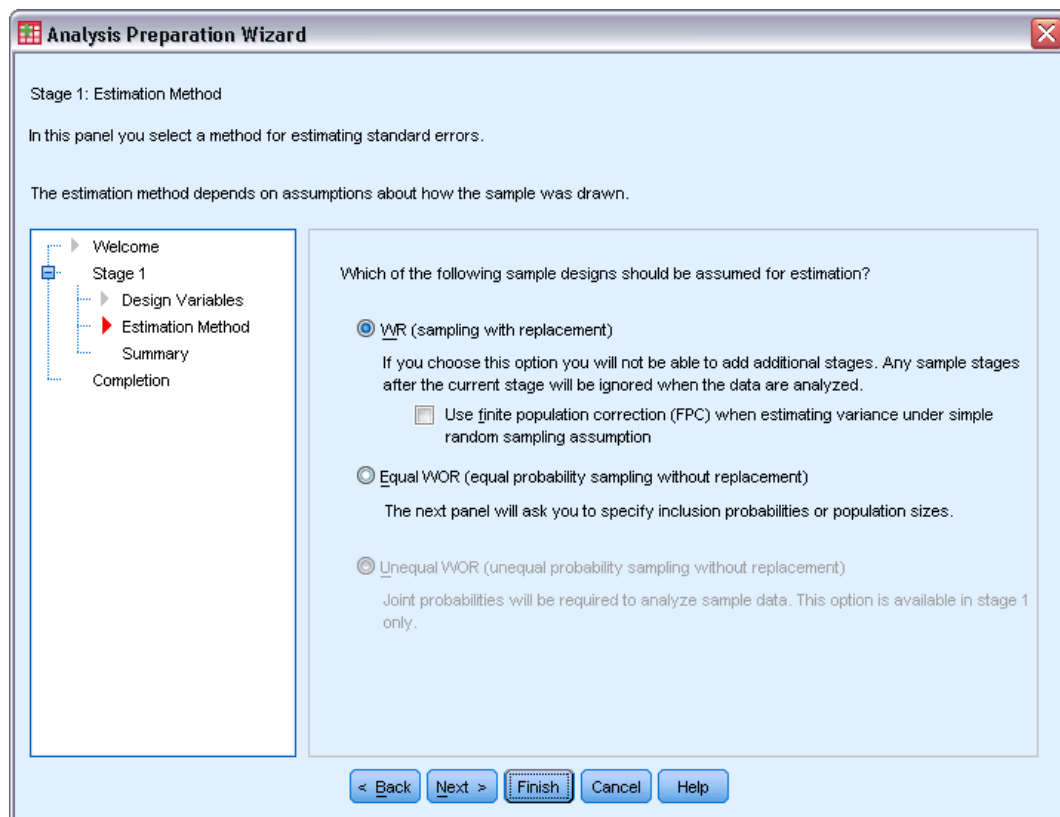 Analysis Preparation Wizard
Stage 1: Estimation Method
In this panel you select a method for estimating standard errors.
The estimation method depends on assumptions about how the sample was drawn.
Welcome
Stage 1
Design Variables
Estimation Method
Summary
Completion
Which of the following sample designs should be assumed for estimation?
WR (sampling with replacement)
If you choose this option you will not be able to add additional stages. Any sample stages
after the current stage will be ignored when the data are analyzed.
Use finite population correction (FPC) when estimating variance under simple
random sampling assumption
Equal WOR (equal probability sampling without replacement)
The next panel will ask you to specify inclusion probabilities or population sizes.
Unequal WOR (unequal probability sampling without replacement)
Joint probabilities will be required to analyze sample data. This option is available in stage 1
only.
< Back
Next >
Finish
Cancel
Help